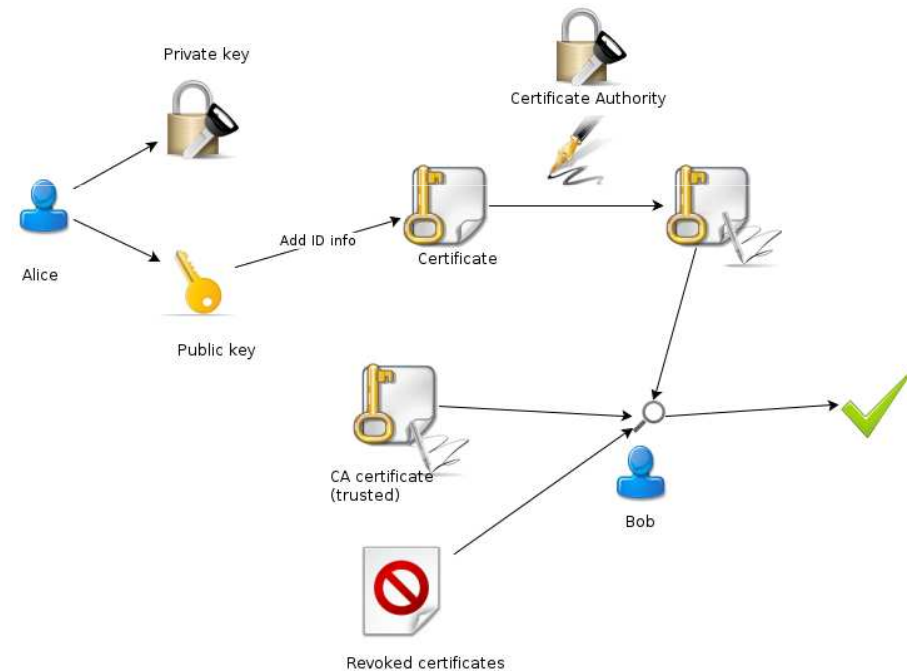 Private key
Certificate Authority
Add ID info
Certificate
Alice
Public key
CA certificate
(trusted)
Bob
Revoked certificates